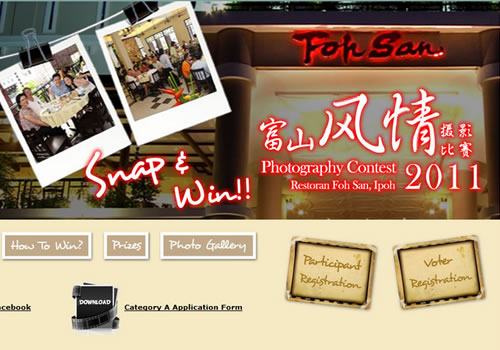 Foh San
富山风情摄影
比赛
Photography Contest
Restoran Foh San, Ipoh
2011
Snap &
Win!!
How To Win?
Prizes
Photo Gallery
Participant
Registration
Voter
Registration
acebook
DOWNLOAD
Category A Application Form